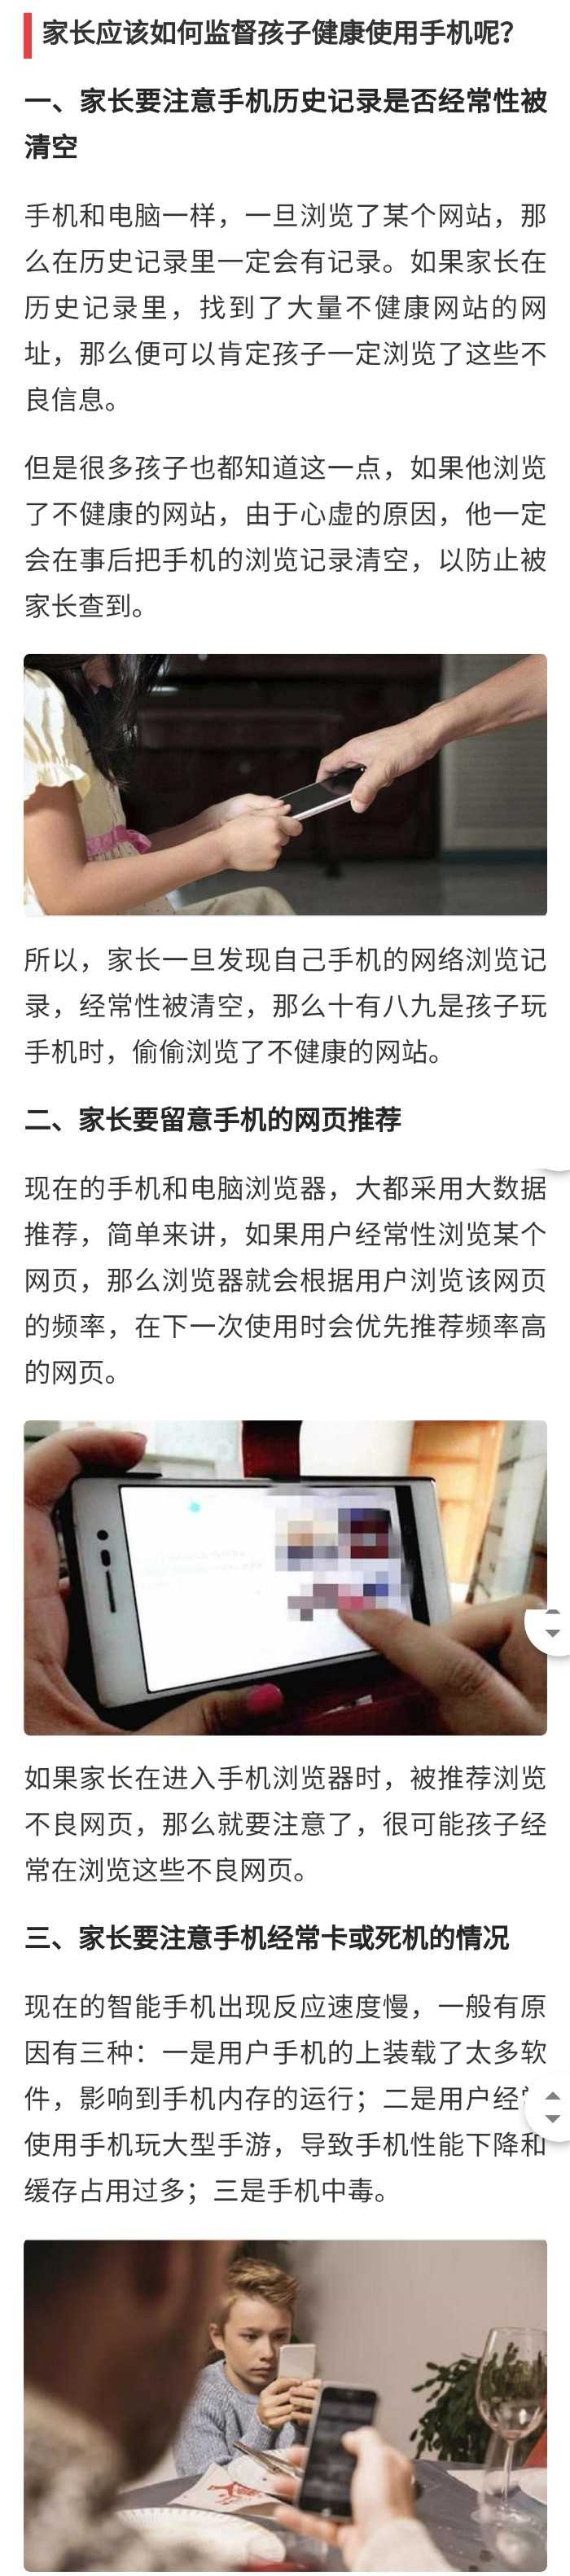 家长应该如何监督孩子健康使用手机呢？
一、家长要注意手机历史记录是否经常性被
清空
手机和电脑一样，一旦浏览了某个网站，那
么在历史记录里一定会有记录。如果家长在
历史记录里，找到了大量不健康网站的网
址，那么便可以肯定孩子一定浏览了这些不
良信息。
但是很多孩子也都知道这一点，如果他浏览
了不健康的网站，由于心虚的原因，他一定
会在事后把手机的浏览记录清空，以防止被
家长查到。
所以，家长一旦发现自己手机的网络浏览记
录，经常性被清空，那么十有八九是孩子玩
手机时，偷偷浏览了不健康的网站。
二、家长要留意手机的网页推荐
现在的手机和电脑浏览器，大都采用大数据
推荐，简单来讲，如果用户经常性浏览某个
网页，那么浏览器就会根据用户浏览该网页
的频率，在下一次使用时会优先推荐频率高
的网页。
如果家长在进入手机浏览器时，被推荐浏览
不良网页，那么就要注意了，很可能孩子经
常在浏览这些不良网页。
三、家长要注意手机经常卡或死机的情况
现在的智能手机出现反应速度慢，一般有原
因有三种：一是用户手机的上装载了太多软
件，影响到手机内存的运行；二是用户经常
使用手机玩大型手游，导致手机性能下降和
缓存占用过多；三是手机中毒。